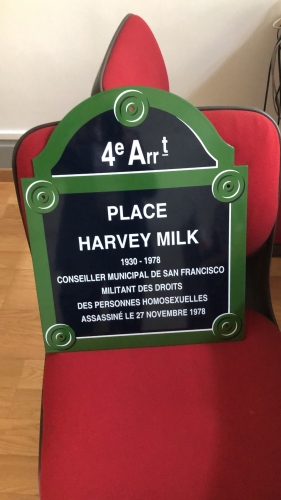 4e Arrt
PLACE
HARVEY MILK
1930 - 1978
CONSEILLER MUNICIPAL DE SAN FRANCISCO
MILITANT DES DROITS
DES PERSONNES HOMOSEXUELLES
ASSASSINÉ LE 27 NOVEMBRE 1978